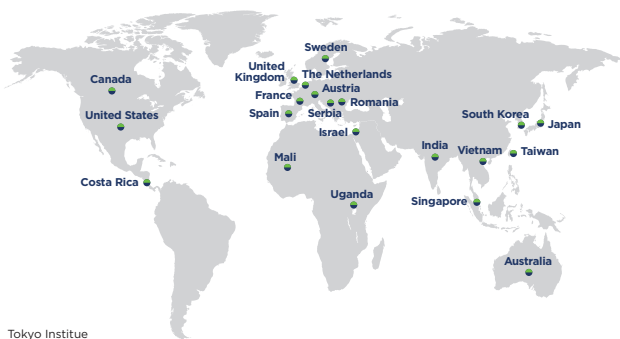 Sweden
United
Kingdom
The Netherlands
Canada
Austria
France
Romania
United States
Spain
Serbia
South Korea
Japan
Israel
India
Vietnam
Taiwan
Mali
Costa Rica
Uganda
Singapore
Australia
Tokyo Institue